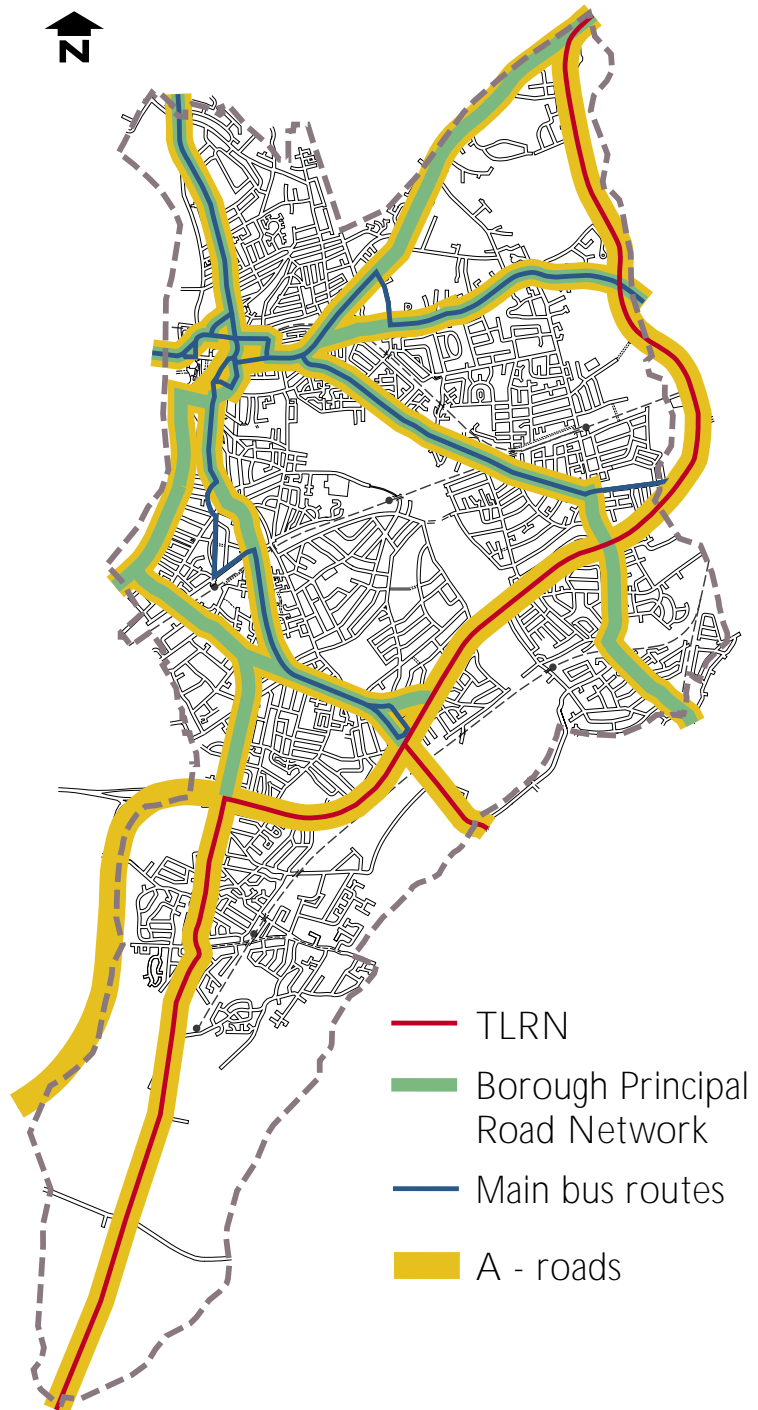 N
TLRN
Borough Principal
Road Network
Main bus routes
A - roads